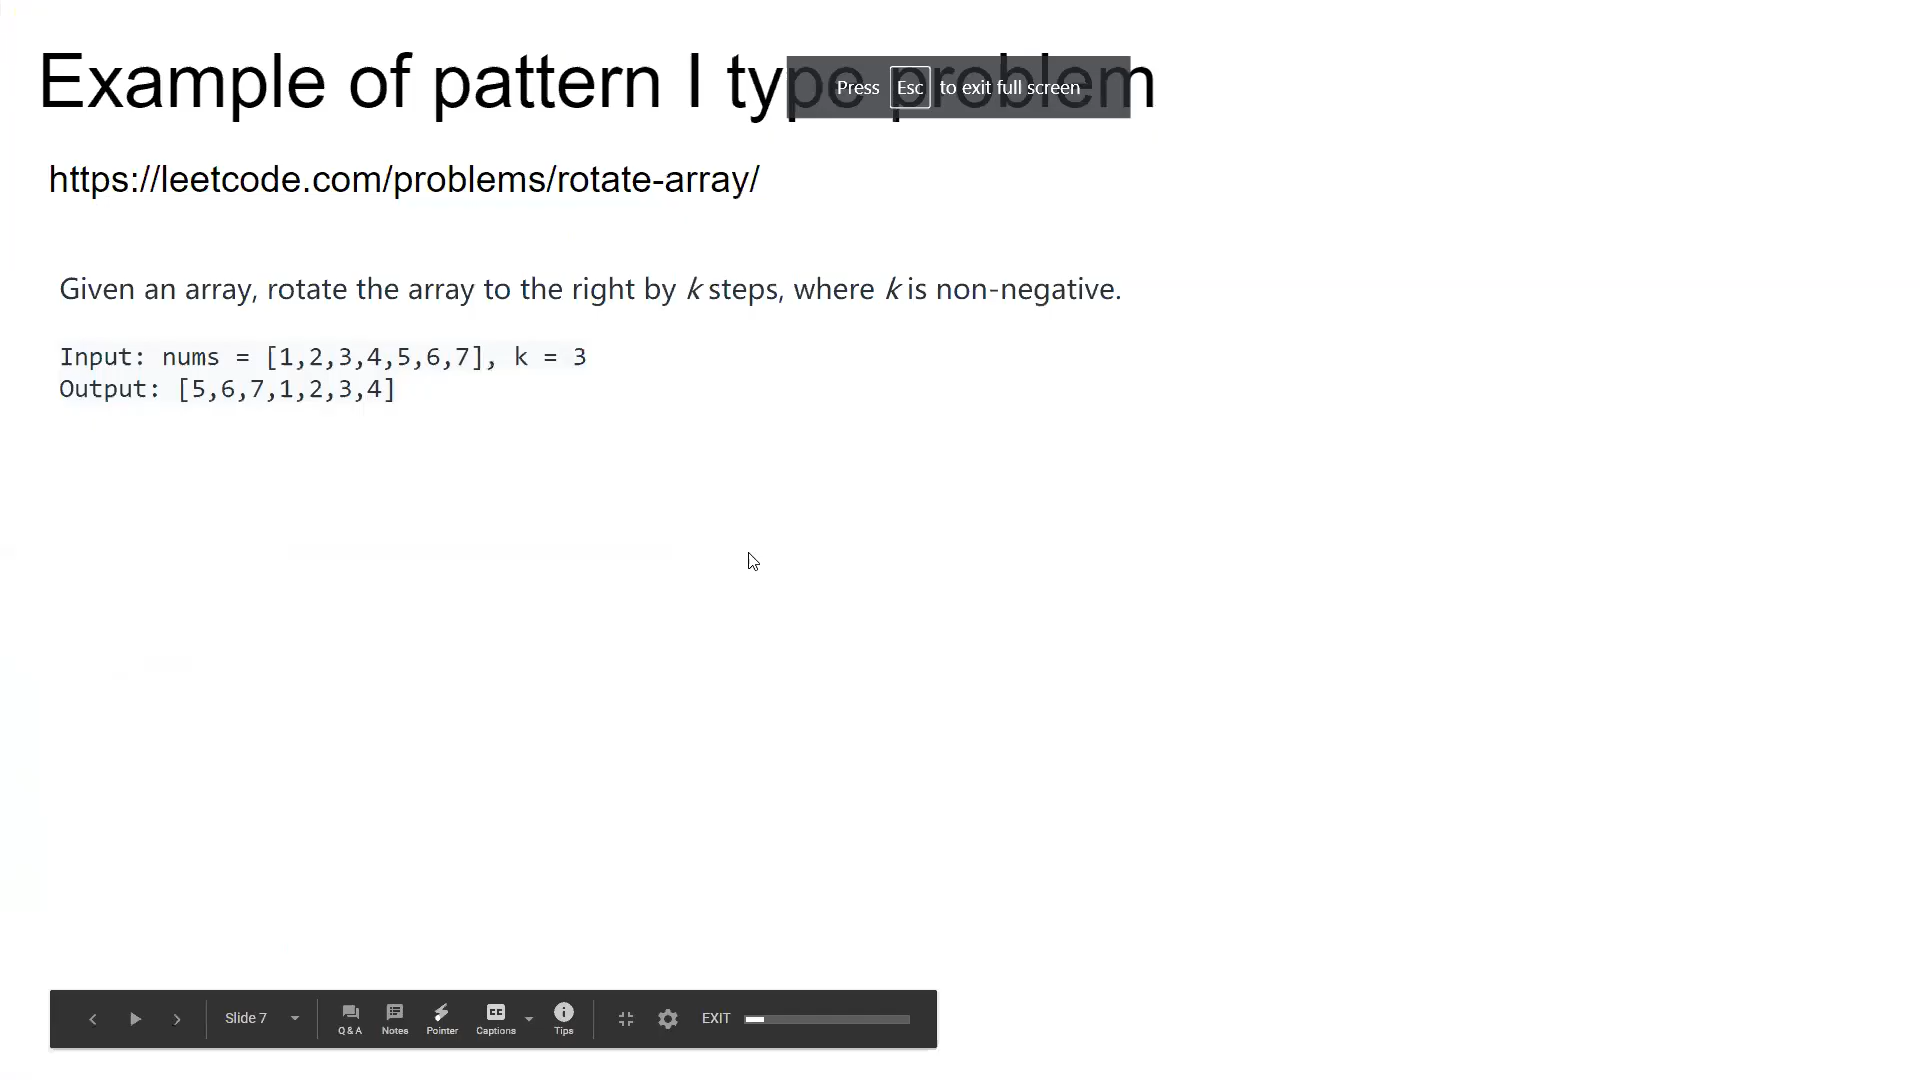 Example of pattern I type problem
Press Esc to exit full screen
https://leetcode.com/problems/rotate-array/
Given an array, rotate the array to the right by k steps, where k is non-negative.
Input: nums = [1,2,3,4,5,6,7], k = 3
Output: [5,6,7,1,2,3,4]
Slide 7
Q & A
Notes
Pointer
CC
Captions
Tips
EXIT